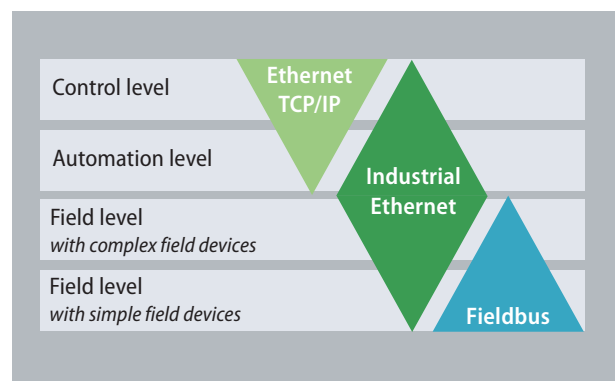 Control level
Ethernet
TCP/IP
Automation level
Industrial
Ethernet
Field level
with complex field devices
Field level
with simple field devices
Fieldbus